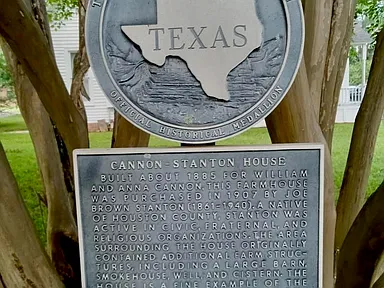 TEXAS
OFFICIAL HISTORICAL MEDALLION
CANNON-STANTON HOUSE
BUILT ABOUT 1885 FOR WILLIAM
AND ANNA CANNON, THIS FARMHOUSE
WAS PURCHASED IN 1907 BY JOE
BROWN STANTON (1865-1940). A NATIVE
OF HOUSTON COUNTY, STANTON WAS
ACTIVE IN CIVIC, FRATERNAL, AND
RELIGIOUS ORGANIZATIONS. THE AREA
SURROUNDING THE HOUSE ORIGINALLY
CONTAINED ADDITIONAL FARM STRUC-
TURES, INCLUDING A LARGE BARN,
SMOKEHOUSE, WELL, AND CISTERN. THE
HOUSE IS A FINE EXAMPLE OF THE